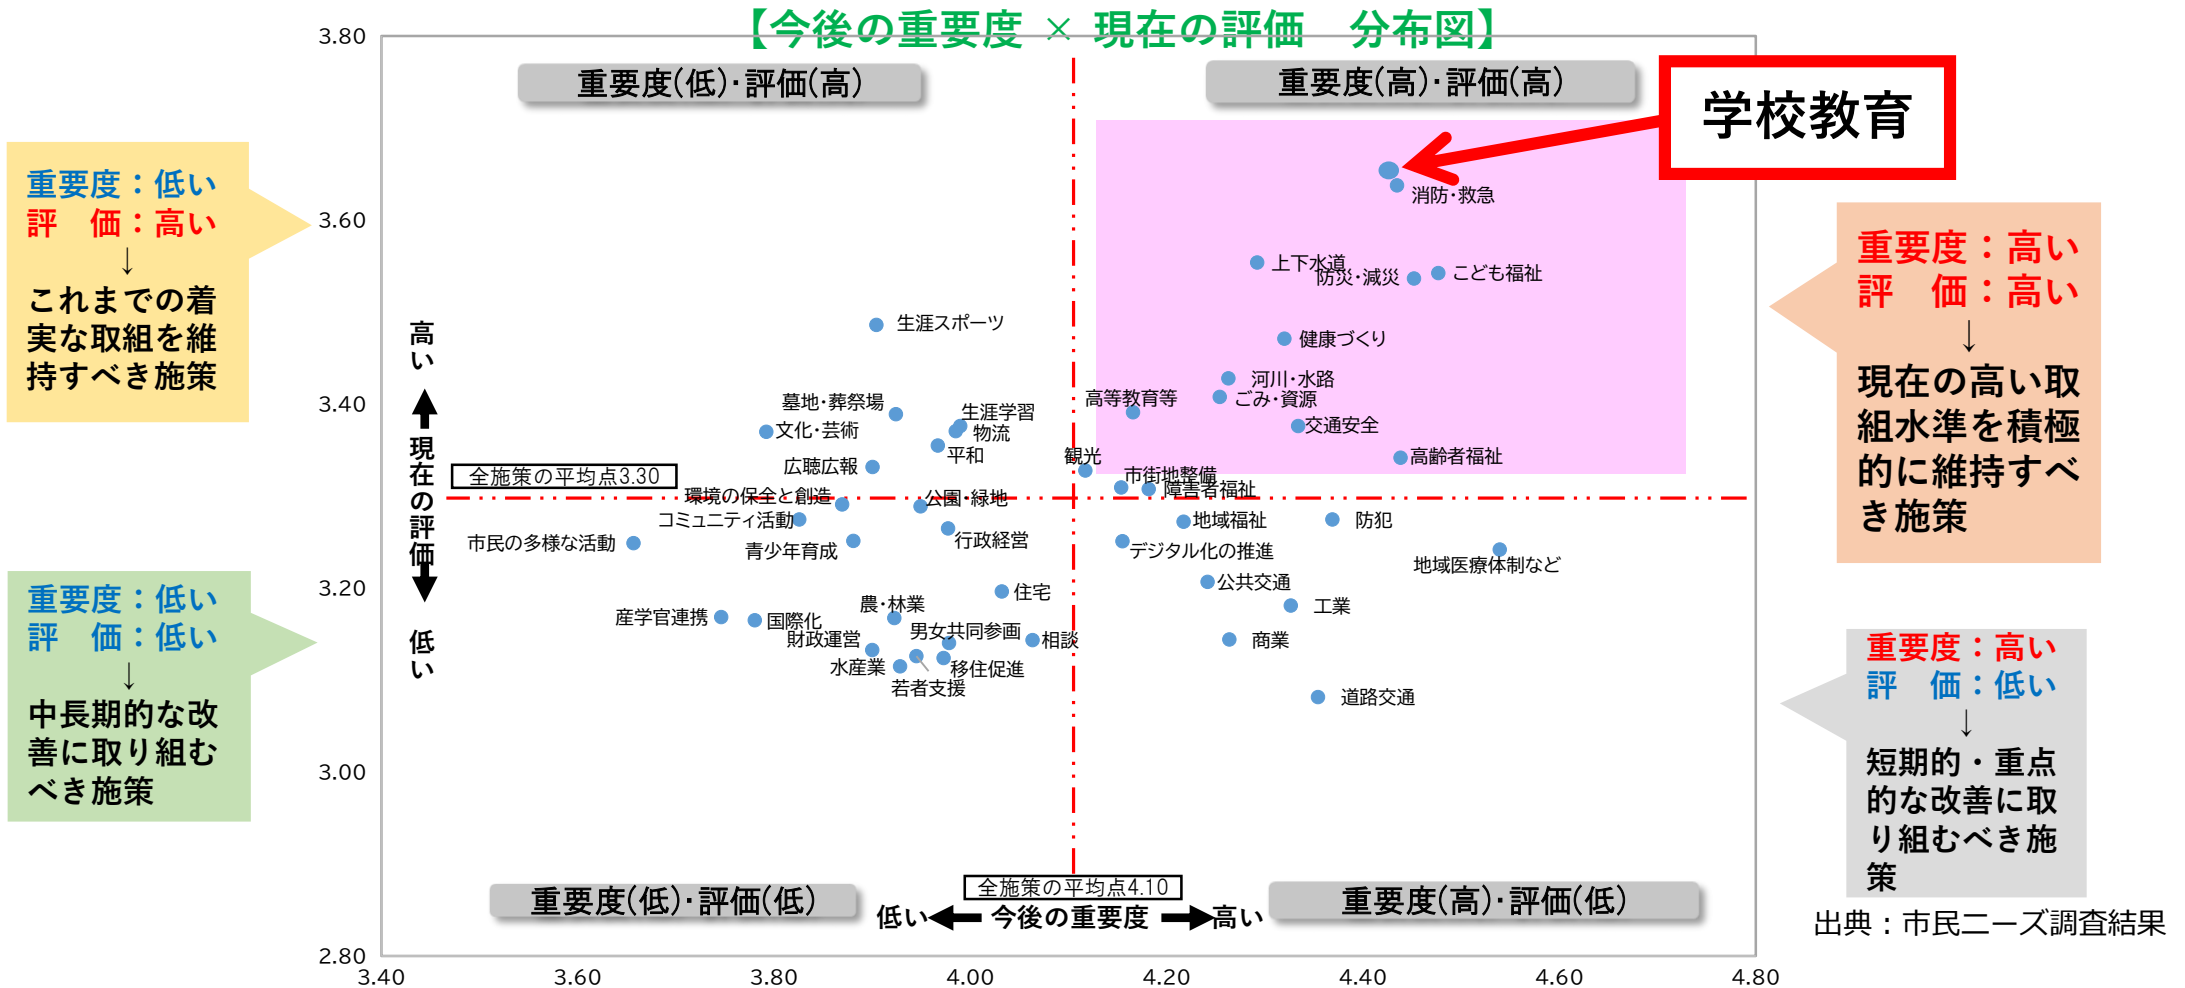 【今後の重要度 × 現在の評価　分布図】
3.80
3.60
3.40
3.20
3.00
2.80
3.40
3.60
3.80
4.00
4.20
4.40
4.60
4.80
重要度(低)・評価(高)
重要度(高)・評価(高)
学校教育
重要度：低い
評　価：高い
↓
これまでの着
実な取組を維
持すべき施策
重要度：高い
評　価：高い
↓
現在の高い取
組水準を積極
的に維持すべ
き施策
重要度：低い
評　価：低い
↓
中長期的な改
善に取り組む
べき施策
重要度：高い
評　価：低い
↓
短期的・重点
的な改善に取
り組むべき施
策
高い
現在の評価
低い
全施策の平均点3.30
消防・救急
上下水道
防災・減災
こども福祉
生涯スポーツ
健康づくり
河川・水路
ごみ・資源
高等教育等
交通安全
墓地・葬祭場
生涯学習
文化・芸術
物流
平和
高齢者福祉
広聴広報
観光
市街地整備
障害者福祉
環境の保全と創造
公園・緑地
コミュニティ活動
地域福祉
防犯
市民の多様な活動
青少年育成
行政経営
デジタル化の推進
地域医療体制など
公共交通
住宅
農・林業
工業
産学官連携
国際化
男女共同参画
財政運営
相談
商業
水産業
移住促進
若者支援
道路交通
全施策の平均点4.10
重要度(低)・評価(低)
重要度(高)・評価(低)
低い
今後の重要度
高い
出典：市民ニーズ調査結果